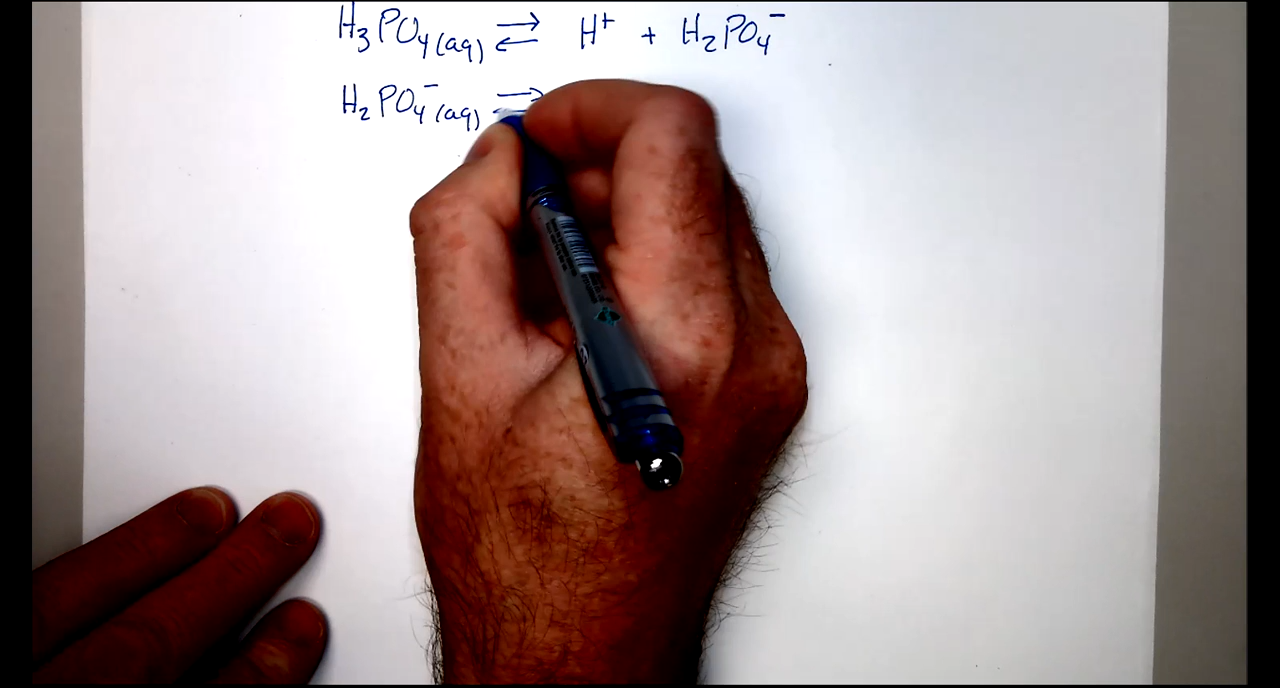 H₃PO₄(aq) ⇌ H⁺ + H₂PO₄⁻
H₂PO₄⁻(aq) ⇌